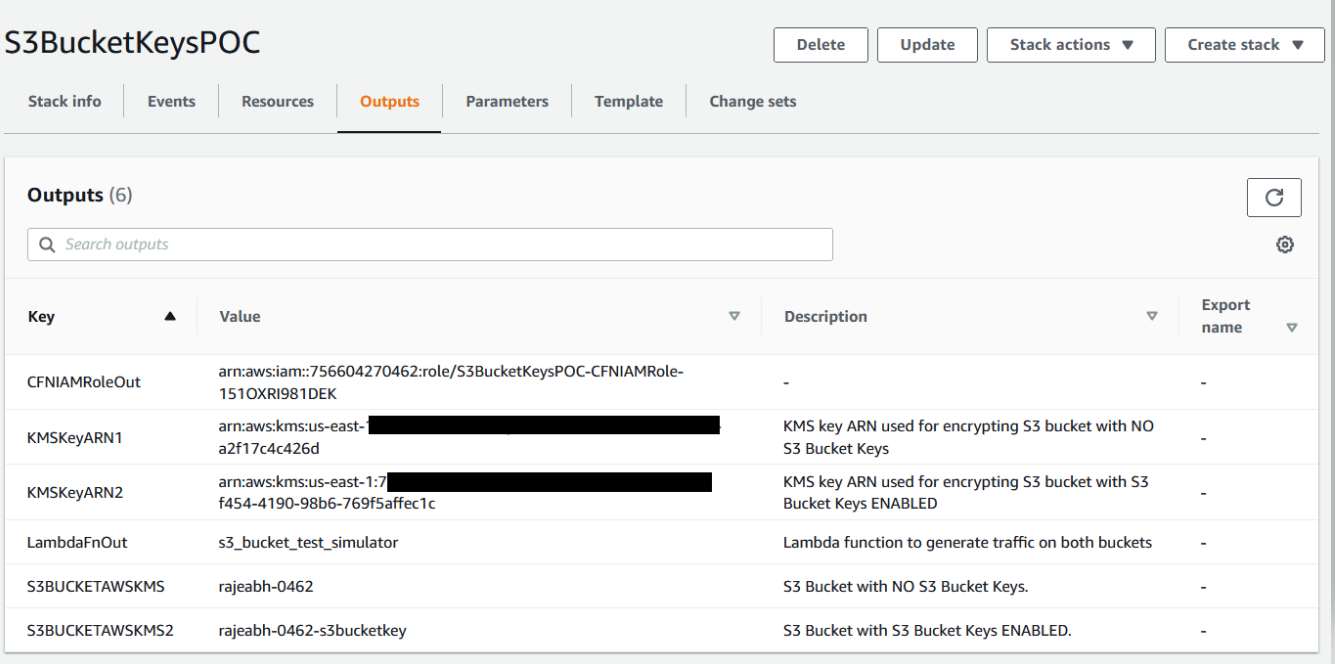 S3BucketKeysPOC
Delete
Update
Stack actions
Create stack
Stack info
Events
Resources
Outputs
Parameters
Template
Change sets
Outputs (6)
Search outputs
Key
Value
Description
Export
name
CFNIAMRoleOut
arn:aws:iam::756604270462:role/S3BucketKeysPOC-CFNIAMRole-
151OXRI981DEK
-
-
KMSKeyARN1
arn:aws:kms:us-east-1
a2f17c4c426d
KMS key ARN used for encrypting S3 bucket with NO
S3 Bucket Keys
-
KMSKeyARN2
arn:aws:kms:us-east-1:7
f454-4190-98b6-769f5affec1c
KMS key ARN used for encrypting S3 bucket with S3
Bucket Keys ENABLED
-
LambdaFnOut
s3_bucket_test_simulator
Lambda function to generate traffic on both buckets
-
S3BUCKETAWSKMS
rajeabh-0462
S3 Bucket with NO S3 Bucket Keys.
-
S3BUCKETAWSKMS2
rajeabh-0462-s3bucketkey
S3 Bucket with S3 Bucket Keys ENABLED.
-